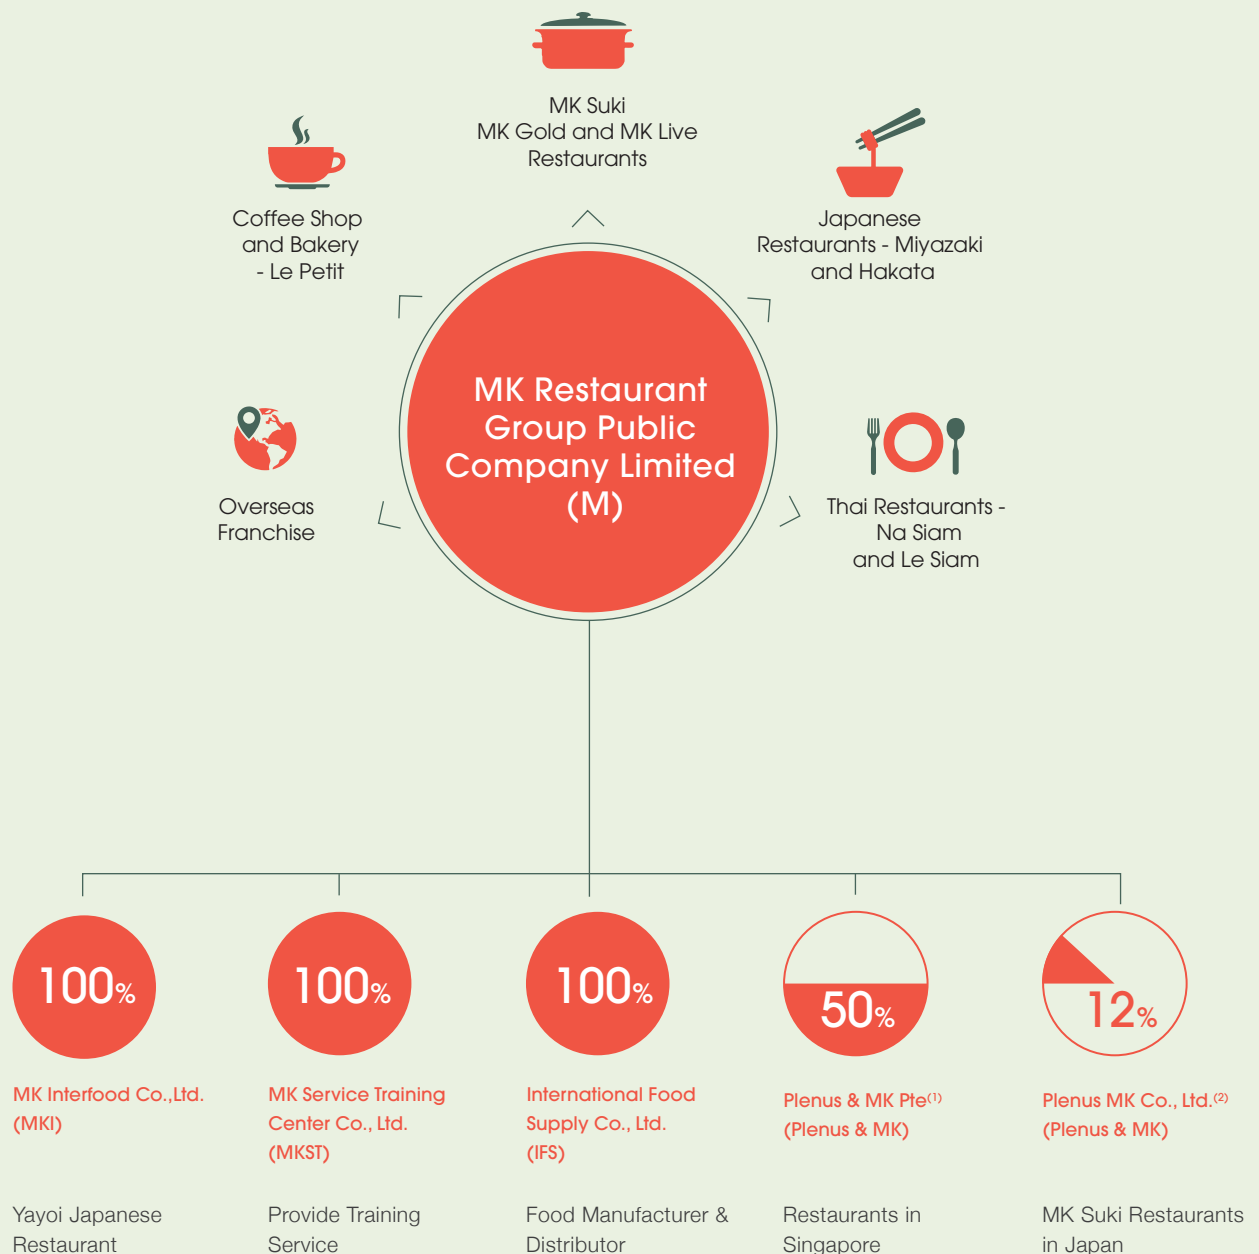 MK Suki
MK Gold and MK Live
Restaurants
Coffee Shop
and Bakery
- Le Petit
Japanese
Restaurants - Miyazaki
and Hakata
MK Restaurant
Group Public
Company Limited
(M)
Overseas
Franchise
Thai Restaurants -
Na Siam
and Le Siam
100%
MK Interfood Co.,Ltd.
(MKI)
Yayoi Japanese
Restaurant
100%
MK Service Training
Center Co., Ltd.
(MKST)
Provide Training
Service
100%
International Food
Supply Co., Ltd.
(IFS)
Food Manufacturer &
Distributor
50%
Plenus & MK Pte(1)
(Plenus & MK)
Restaurants in
Singapore
12%
Plenus MK Co., Ltd.(2)
(Plenus & MK)
MK Suki Restaurants
in Japan